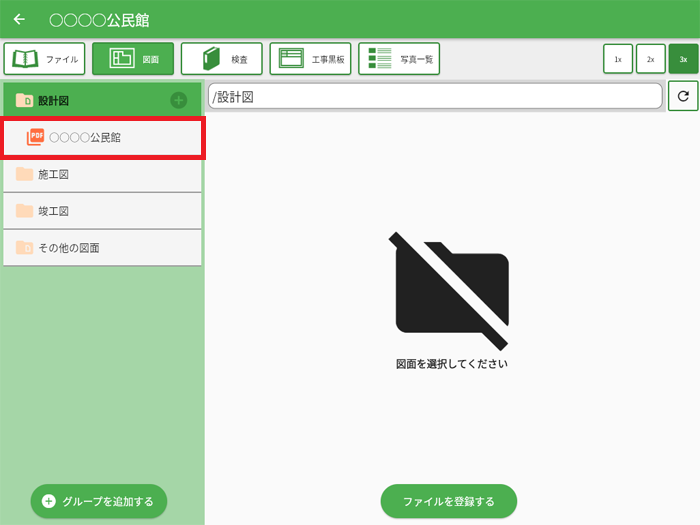 ○○○○公民館
ファイル
図面
検査
工事黒板
写真一覧
1x
2x
3x
設計図
/設計図
PDF
○○○○公民館
施工図
竣工図
その他の図面
図面を選択してください
グループを追加する
ファイルを登録する